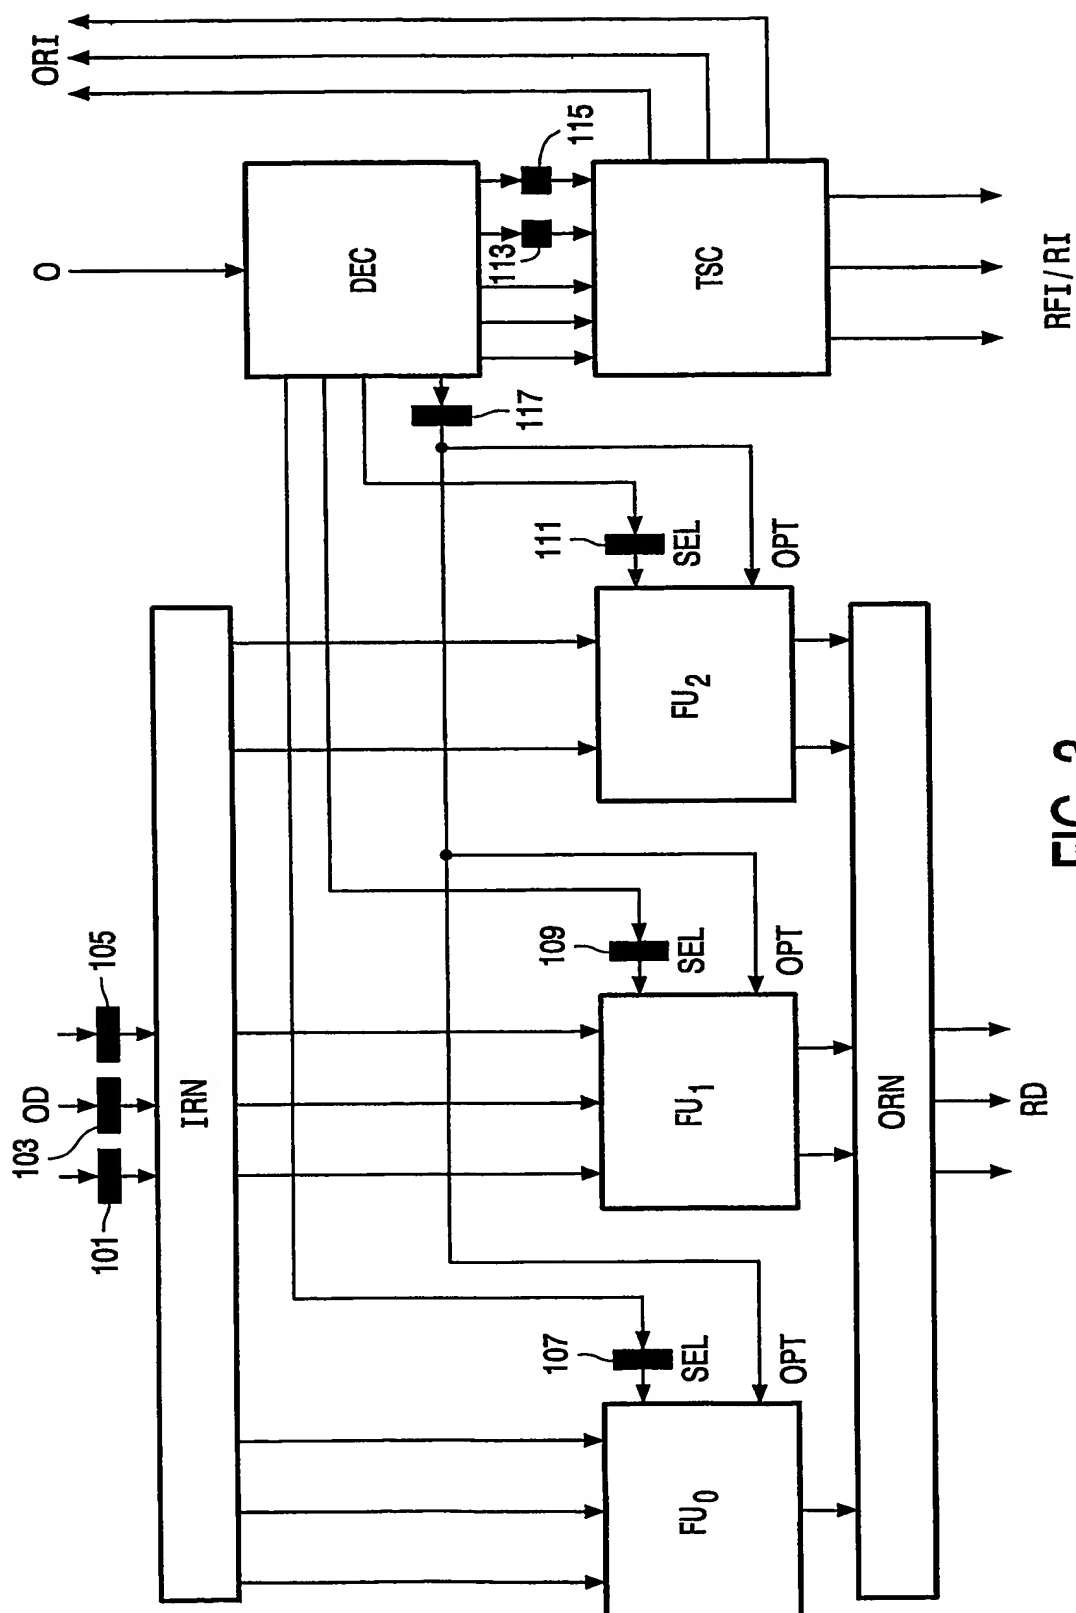 ORI
O
DEC
115
113
TSC
RFI/RI
117
111
SEL
OPT
FU2
105
OD
103
101
IRN
109
SEL
OPT
FU1
ORN
RD
107
SEL
OPT
FU0
FIG.